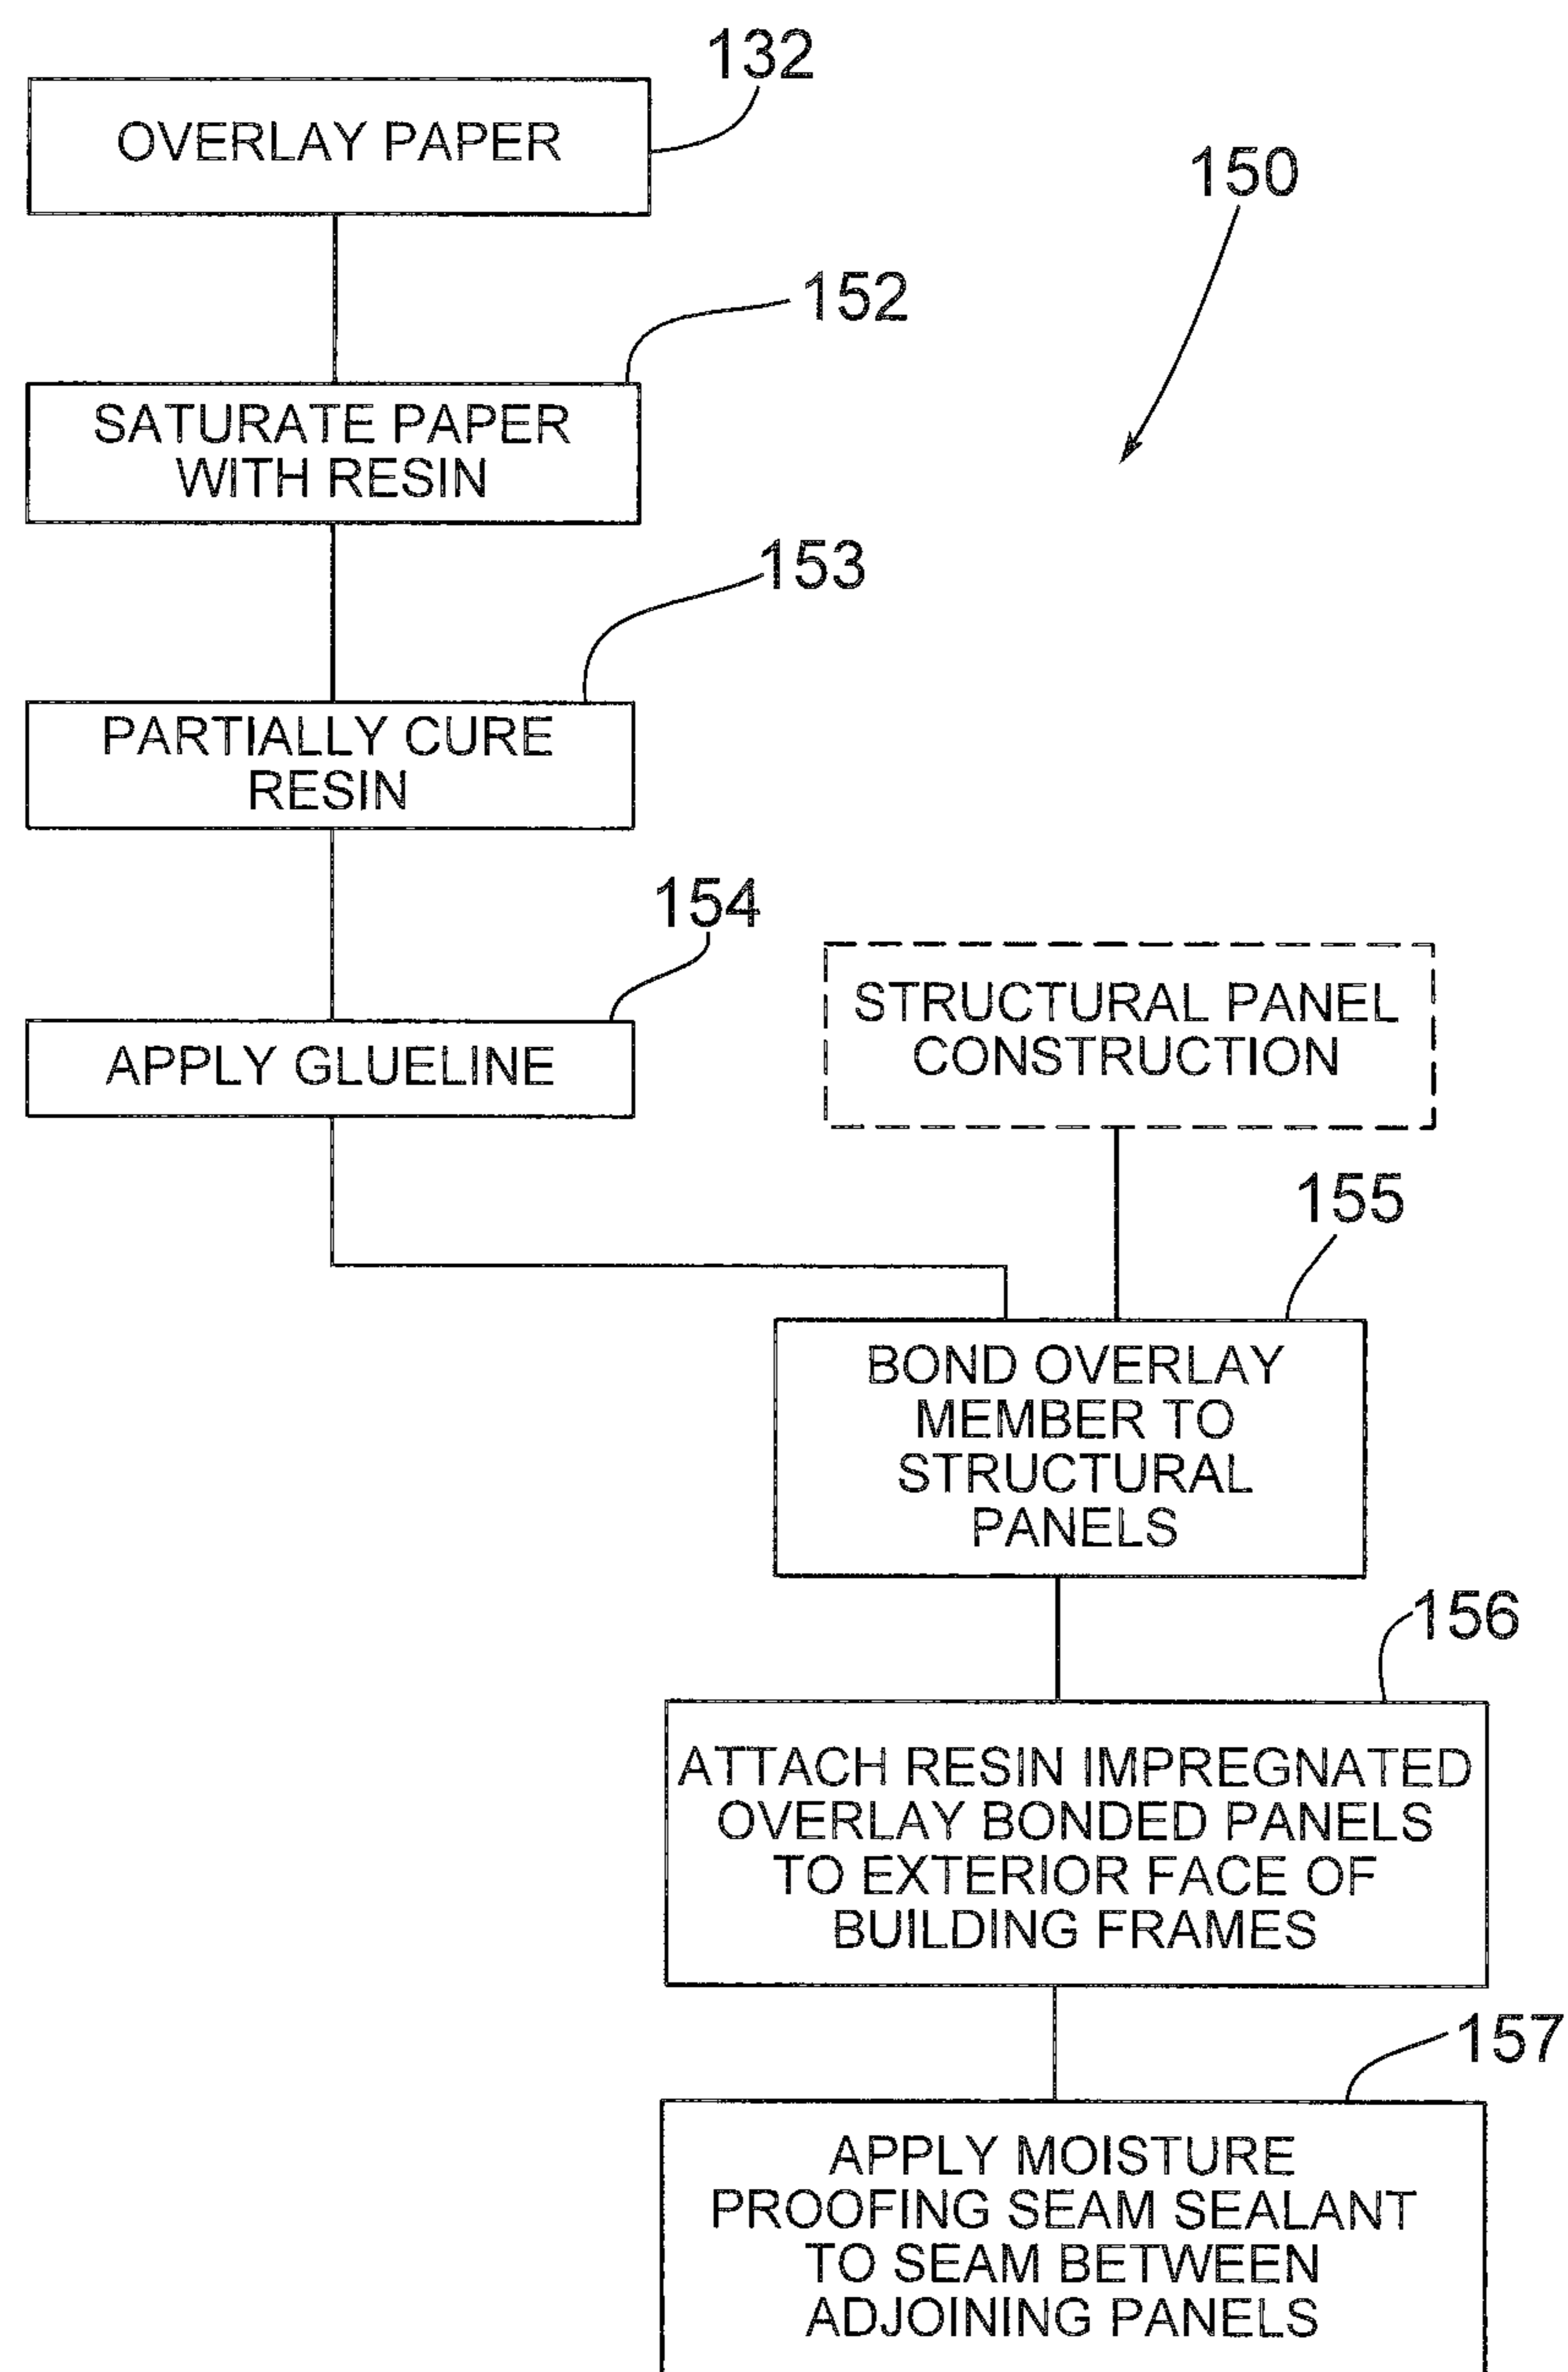 132
OVERLAY PAPER
150
152
SATURATE PAPER
WITH RESIN
153
PARTIALLY CURE
RESIN
154
APPLY GLUELINE
STRUCTURAL PANEL
CONSTRUCTION
155
BOND OVERLAY
MEMBER TO
STRUCTURAL
PANELS
156
ATTACH RESIN IMPREGNATED
OVERLAY BONDED PANELS
TO EXTERIOR FACE OF
BUILDING FRAMES
157
APPLY MOISTURE
PROOFING SEAM SEALANT
TO SEAM BETWEEN
ADJOINING PANELS